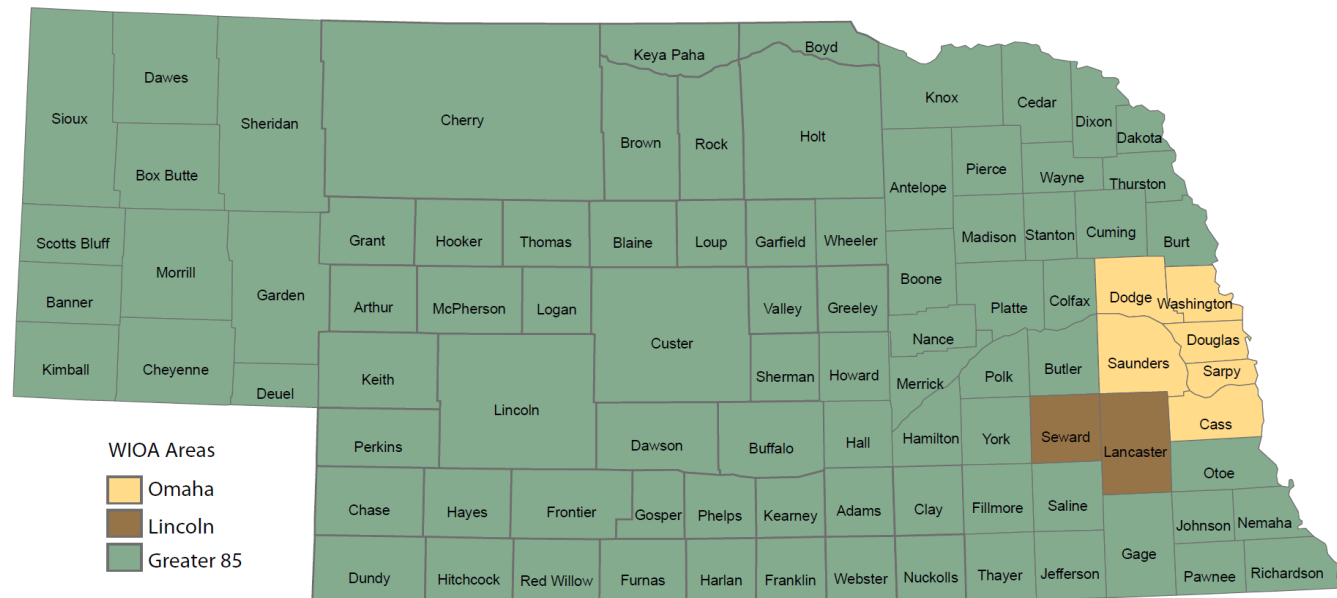 Keya Paha
Boyd
Dawes
Knox
Cedar
Sioux
Sheridan
Cherry
Dixon
Brown
Rock
Holt
Dakota
Box Butte
Pierce
Wayne
Thurston
Antelope
Scotts Bluff
Grant
Hooker
Thomas
Blaine
Loup
Garfield
Wheeler
Madison
Stanton
Cuming
Burt
Morrill
Boone
Banner
Garden
Arthur
McPherson
Logan
Valley
Greeley
Platte
Colfax
Dodge
Washington
Custer
Nance
Douglas
Kimball
Cheyenne
Keith
Sherman
Howard
Merrick
Polk
Butler
Saunders
Sarpy
Deuel
Lincoln
Perkins
Dawson
Buffalo
Hall
Hamilton
York
Seward
Lancaster
Cass
Otoe
Chase
Hayes
Frontier
Gosper
Phelps
Kearney
Adams
Clay
Fillmore
Saline
Johnson
Nemaha
Gage
Dundy
Hitchcock
Red Willow
Furnas
Harlan
Franklin
Webster
Nuckolls
Thayer
Jefferson
Pawnee
Richardson
WIOA Areas
Omaha
Lincoln
Greater 85